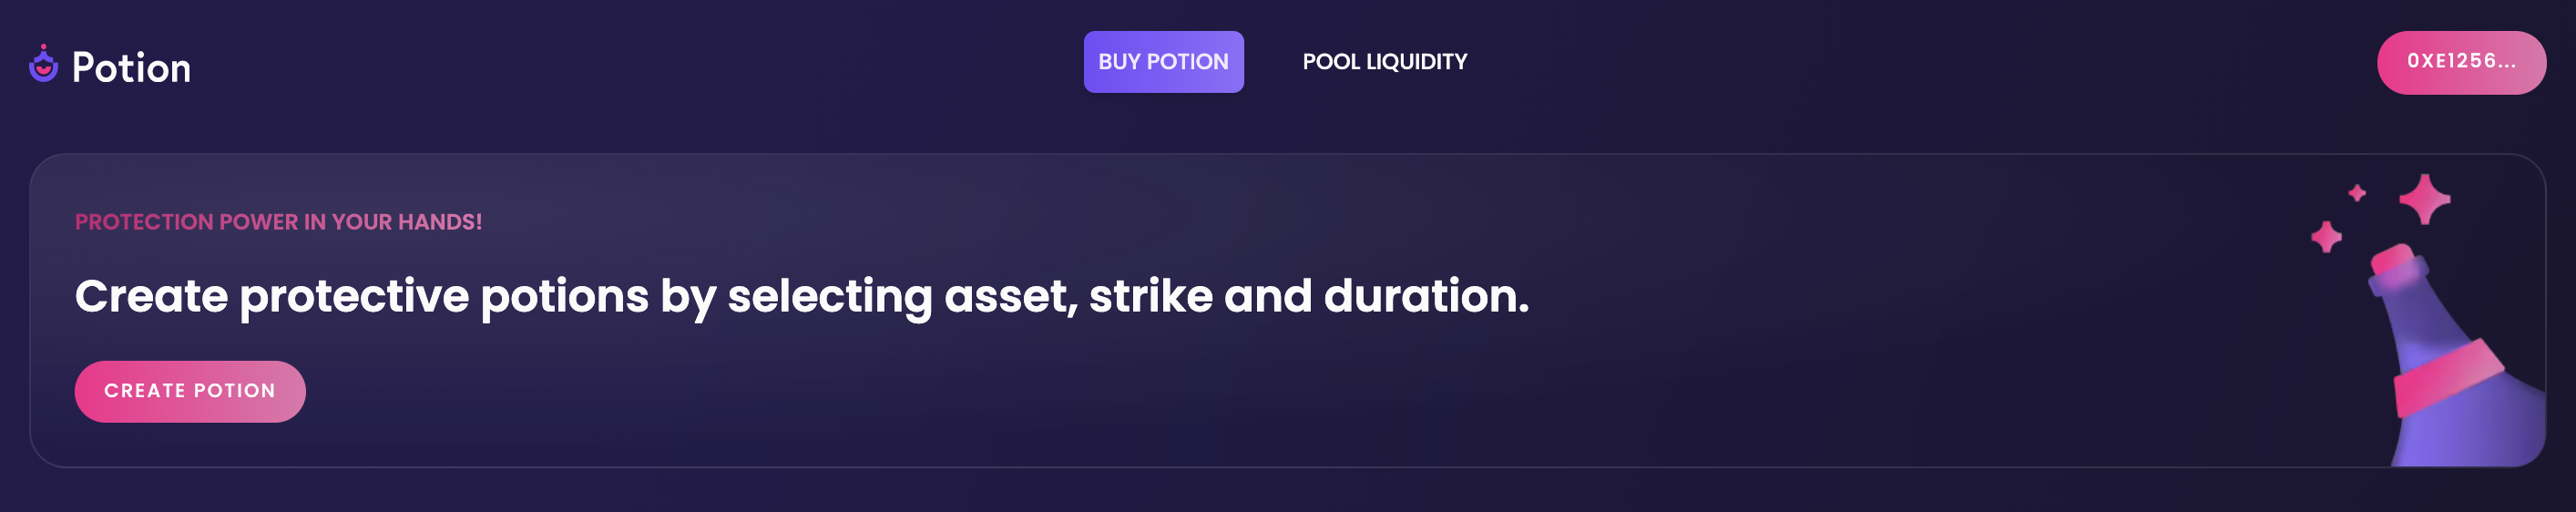 Potion
BUY POTION
POOL LIQUIDITY
0XE1256...
PROTECTION POWER IN YOUR HANDS!
Create protective potions by selecting asset, strike and duration.
CREATE POTION